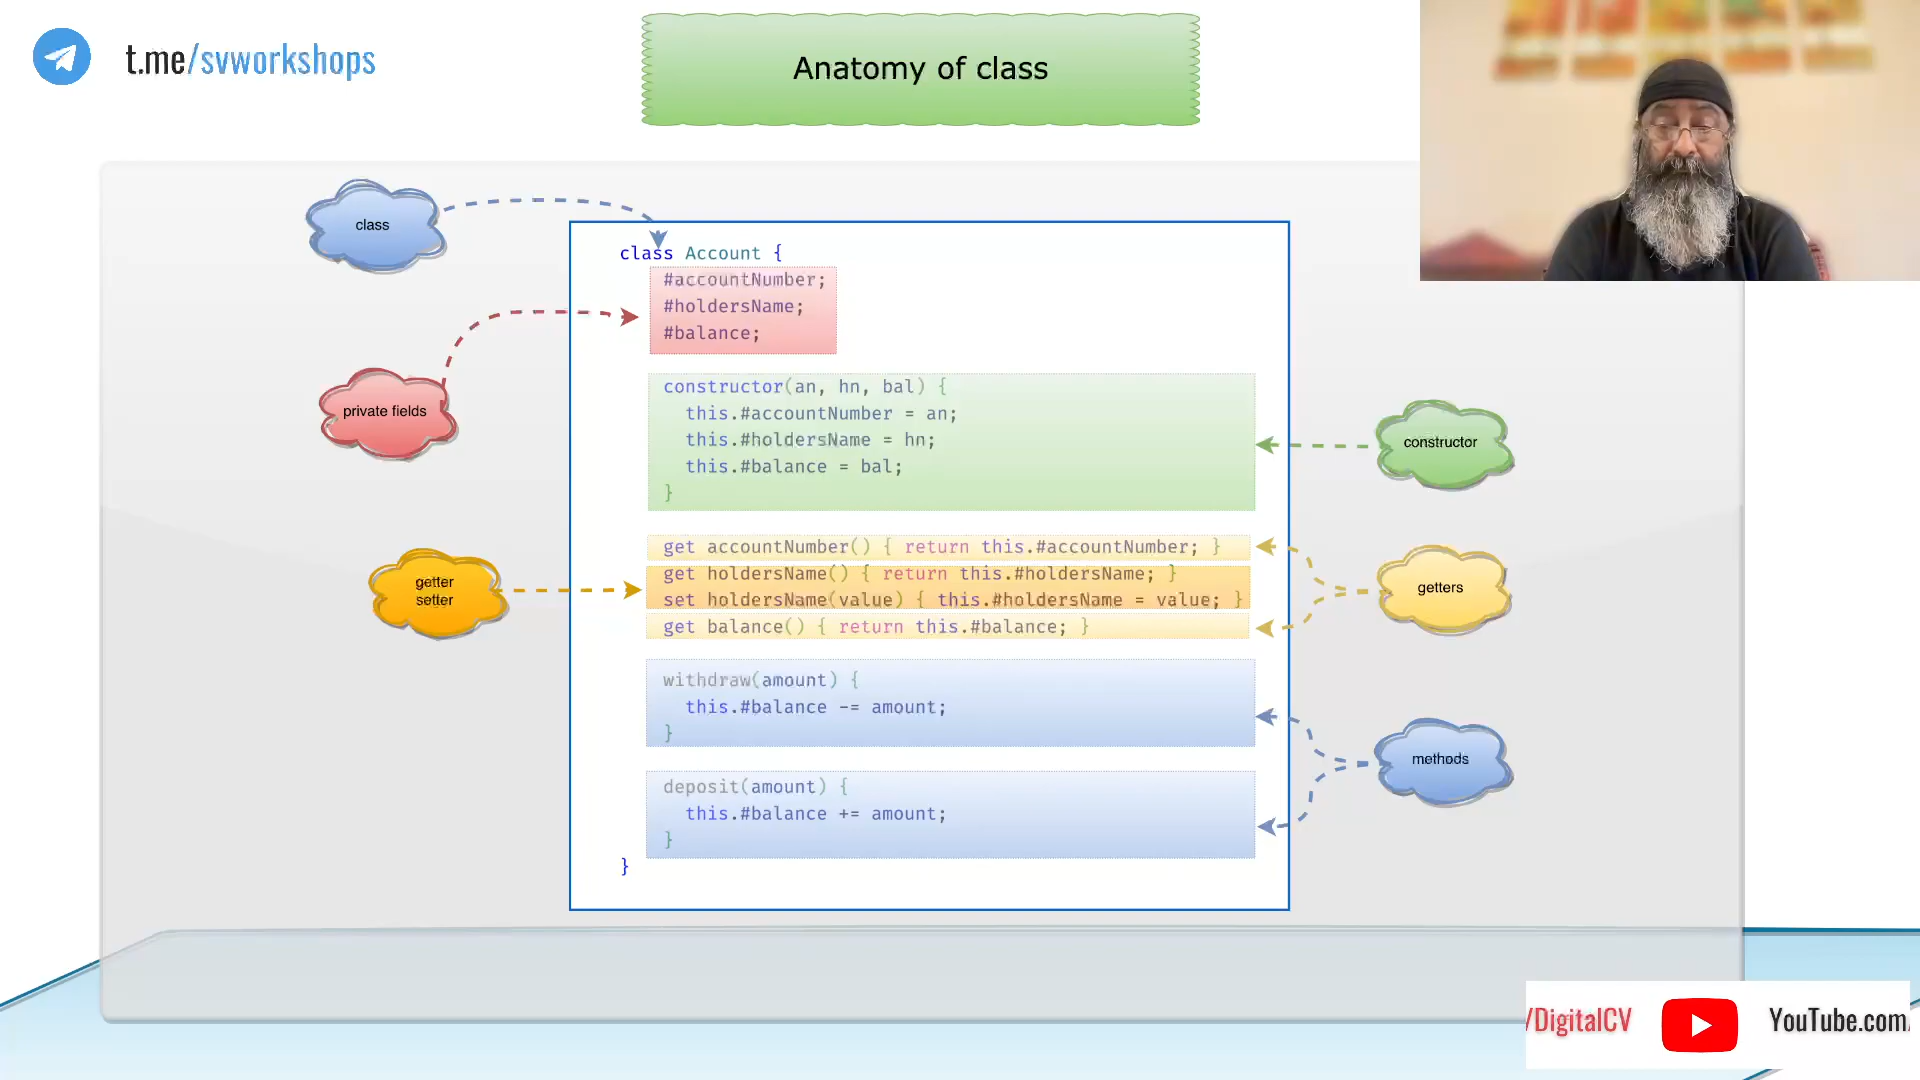 t.me/svworkshops
Anatomy of class
class
private fields
getter
setter
class Account {
#accountNumber;
#holdersName;
#balance;
constructor(an, hn, bal) {
this.#accountNumber = an;
this.#holdersName = hn;
this.#balance = bal;
}
get accountNumber() { return this.#accountNumber; }
get holdersName() { return this.#holdersName; }
set holdersName(value) { this.#holdersName = value; }
get balance() { return this.#balance; }
withdraw(amount) {
this.#balance -= amount;
}
deposit(amount) {
this.#balance += amount;
}
}
constructor
getters
methods
/DigitalCV
YouTube.com/